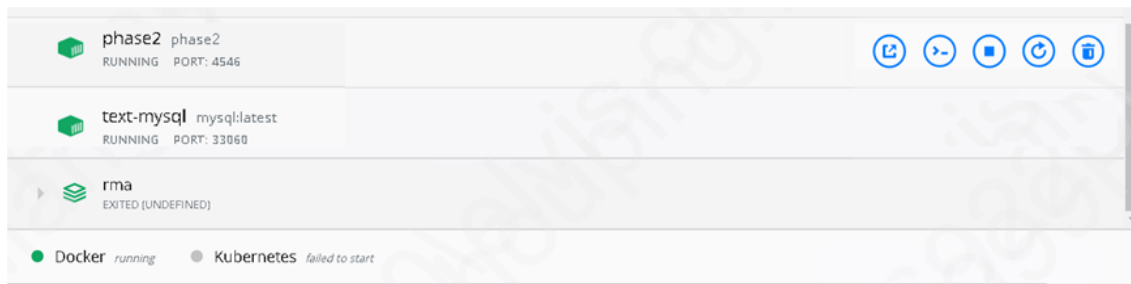 phase2 phase2
RUNNING PORT: 4546
text-mysql mysql:latest
RUNNING PORT: 33060
rma
EXITED (UNDEFINED)
Docker running Kubernetes failed to start